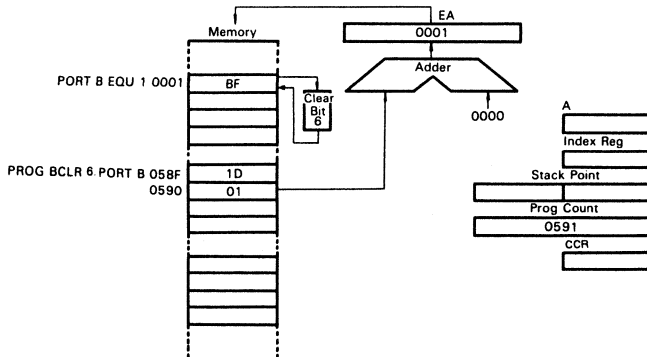 EA
Memory
0001
Adder
PORT B EQU 1 0001
BF
Clear
Bit
6
0000
A
Index Reg
PROG BCLR 6. PORT B 058F
1D
Stack Point
0590
01
Prog Count
0591
CCR